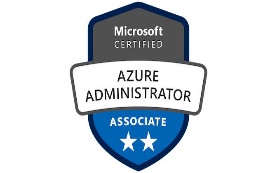 Microsoft
CERTIFIED
AZURE
ADMINISTRATOR
ASSOCIATE